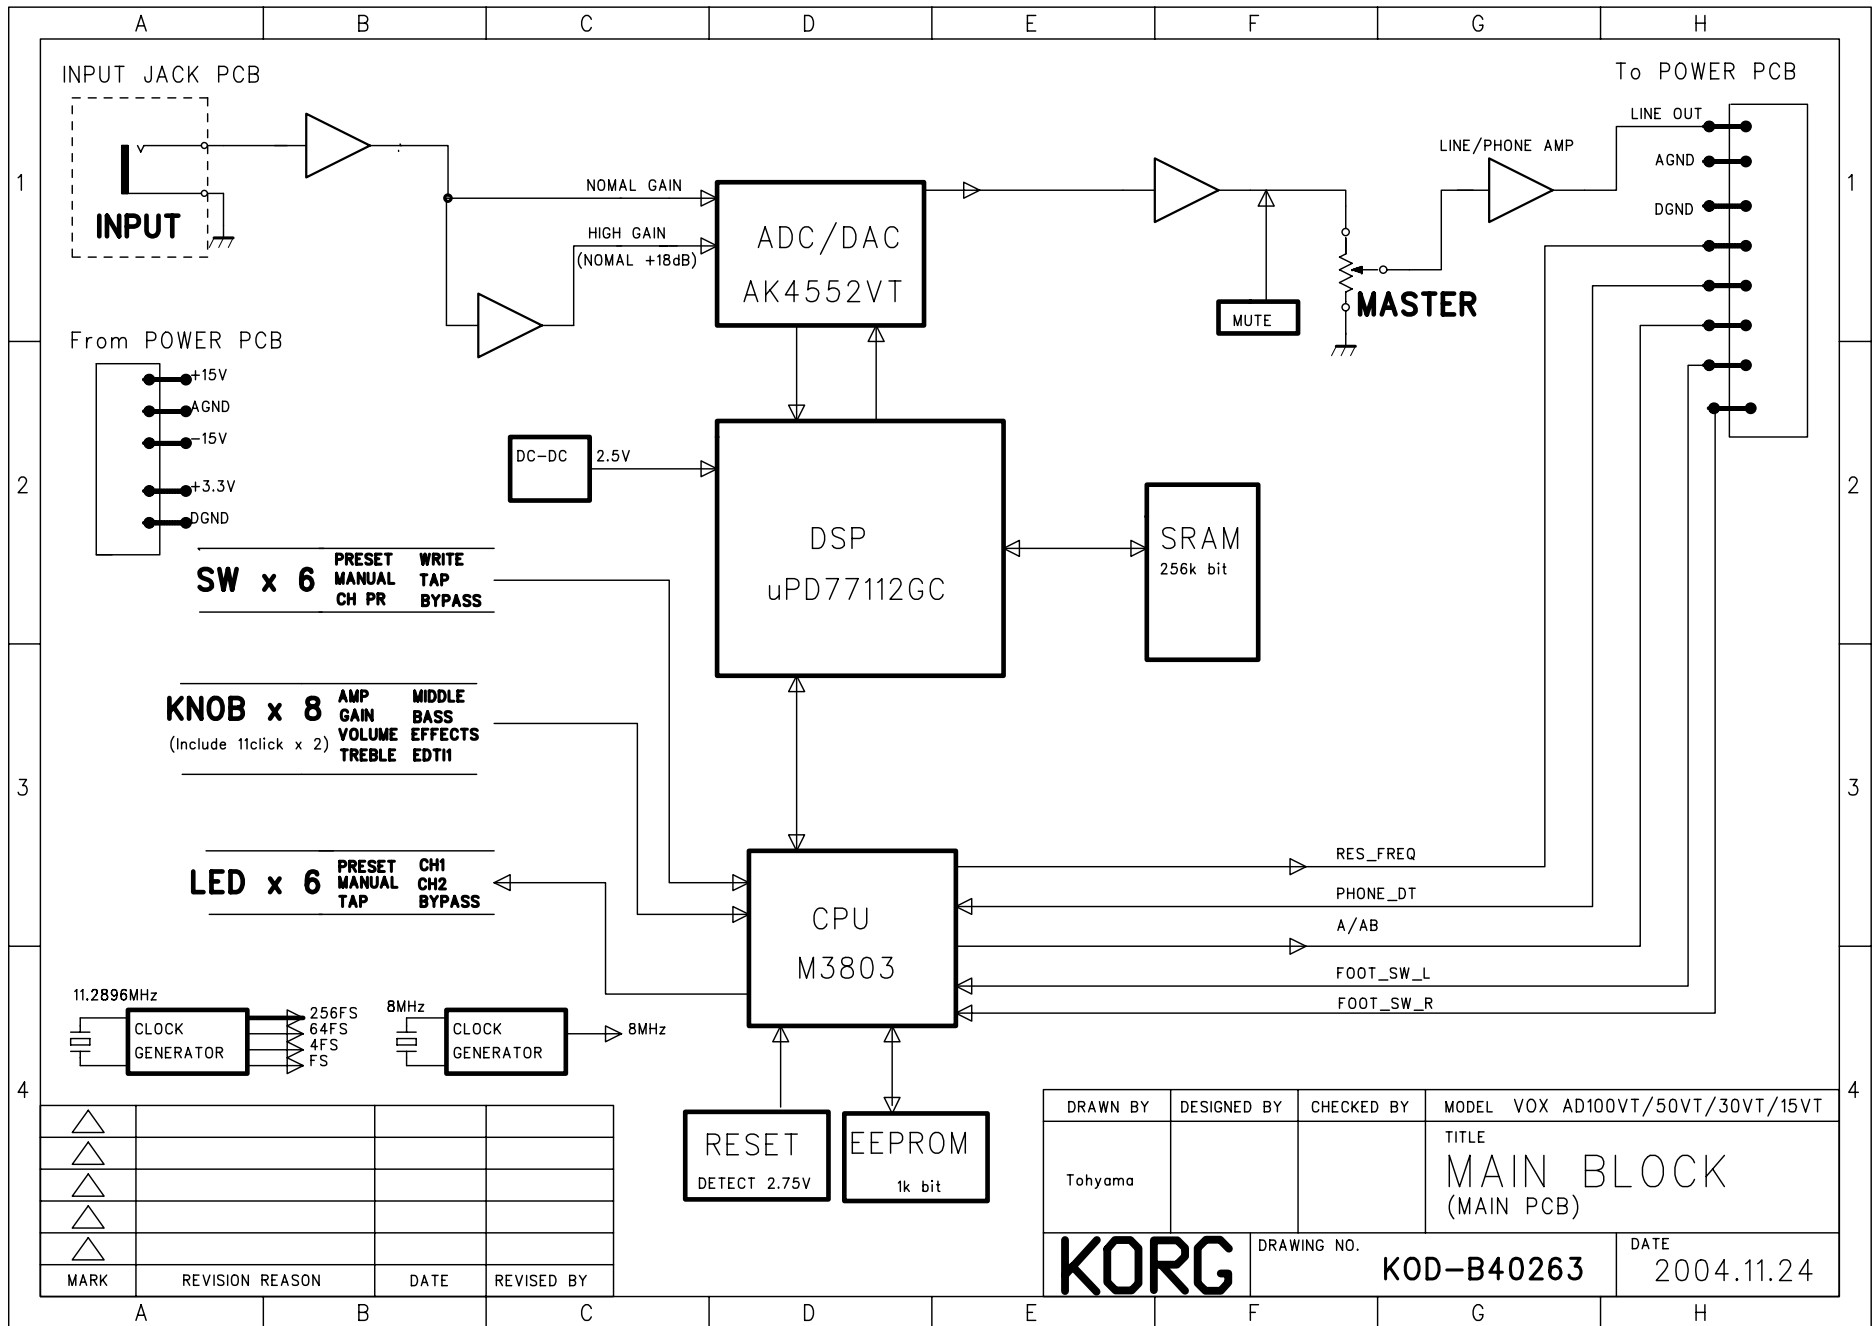 A B C D E F G H
INPUT JACK PCB
INPUT
NOMAL GAIN
HIGH GAIN
(NOMAL +18dB)
ADC/DAC
AK4552VT
MUTE
MASTER
LINE/PHONE AMP
To POWER PCB
LINE OUT
AGND
DGND
1
1
From POWER PCB
+15V
AGND
-15V
+3.3V
DGND
DC-DC
2.5V
DSP
uPD77112GC
SRAM
256k bit
2
2
SW x 6
PRESET WRITE
MANUAL TAP
CH PR BYPASS
KNOB x 8
(Include 11click x 2)
AMP MIDDLE
GAIN BASS
VOLUME EFFECTS
TREBLE EDTI1
3
3
LED x 6
PRESET CH1
MANUAL CH2
TAP BYPASS
CPU
M3803
RES_FREQ
PHONE_DT
A/AB
FOOT_SW_L
FOOT_SW_R
11.2896MHz
CLOCK
GENERATOR
256FS
64FS
4FS
FS
8MHz
CLOCK
GENERATOR
8MHz
4
4
RESET
DETECT 2.75V
EEPROM
1k bit
MARK REVISION REASON DATE REVISED BY
DRAWN BY DESIGNED BY CHECKED BY MODEL VOX AD100VT/50VT/30VT/15VT
Tohyama
TITLE
MAIN BLOCK
(MAIN PCB)
KORG
DRAWING NO.
KOD-B40263
DATE
2004.11.24
A B C D E F G H